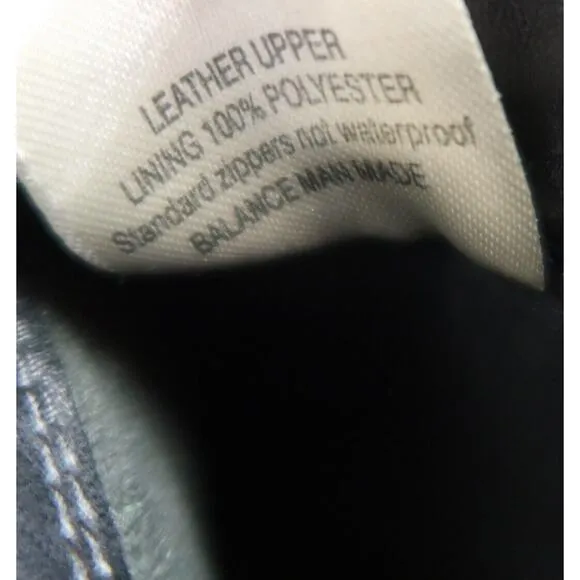 LEATHER UPPER
LINING 100% POLYESTER
Standard zippers not waterproof
BALANCE MAN MADE